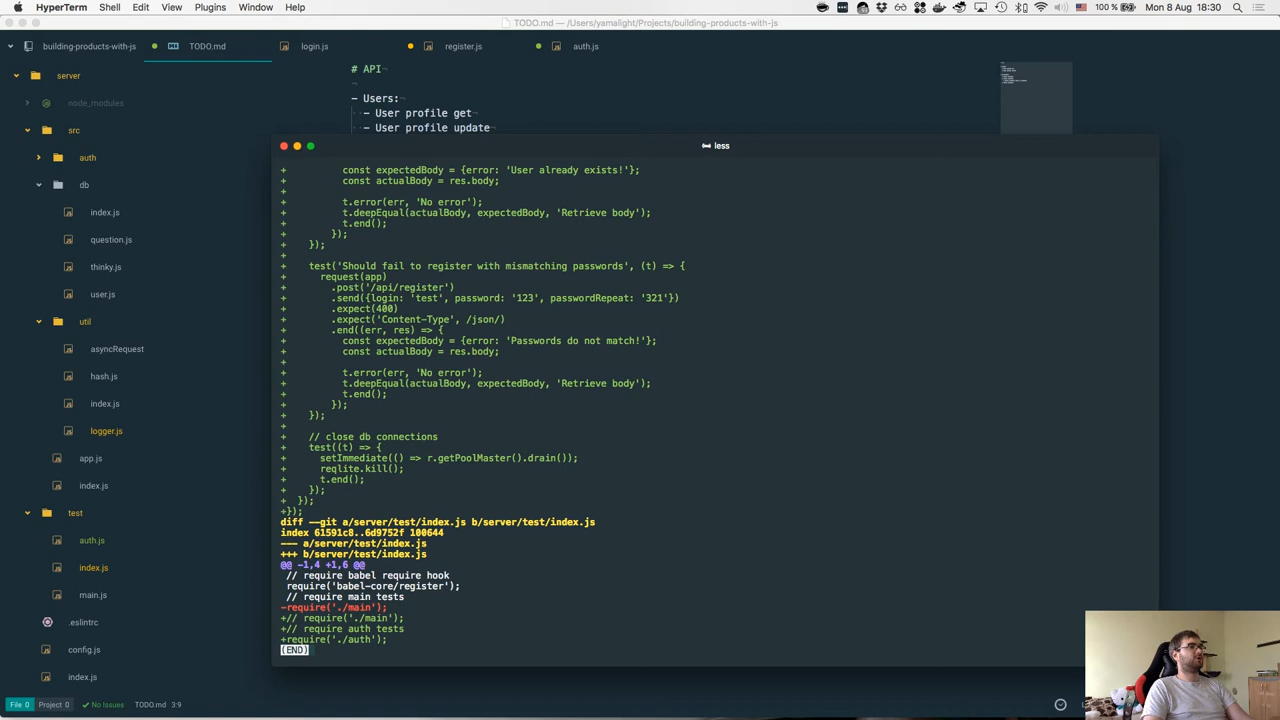 HyperTerm File Edit View Plugins Window Help
100 % Mon 8 Aug 18:30
TODO.md — /Users/yamalight/Projects/building-products-with-js
building-products-with-js TODO.md login.js register.js auth.js
server
node_modules
src
auth
db
index.js
question.js
thinky.js
user.js
util
asyncRequest
hash.js
index.js
logger.js
app.js
index.js
test
auth.js
index.js
main.js
.eslintrc
config.js
index.js
# API¬
¬
- Users:¬
- User profile get
- User profile update
less
+ const expectedBody = {error: 'User already exists!'};
+ const actualBody = res.body;
+
+ t.error(err, 'No error');
+ t.deepEqual(actualBody, expectedBody, 'Retrieve body');
+ t.end();
+ });
+ });
+
+ test('Should fail to register with mismatching passwords', (t) => {
+ request(app)
+ .post('/api/register')
+ .send({login: 'test', password: '123', passwordRepeat: '321'})
+ .expect(400)
+ .expect('Content-Type', /json/)
+ .end((err, res) => {
+ const expectedBody = {error: 'Passwords do not match!'};
+ const actualBody = res.body;
+
+ t.error(err, 'No error');
+ t.deepEqual(actualBody, expectedBody, 'Retrieve body');
+ t.end();
+ });
+ });
+
+ // close db connections
+ test((t) => {
+ setImmediate(() => r.getPoolMaster().drain());
+ reqlite.kill();
+ t.end();
+ });
+ });
+});
diff --git a/server/test/index.js b/server/test/index.js
index 61591c8..6d9752f 100644
--- a/server/test/index.js
+++ b/server/test/index.js
@@ -1,4 +1,6 @@
// require babel require hook
require('babel-core/register');
// require main tests
-require('./main');
+// require('./main');
+// require auth tests
+require('./auth');
(END)
File 0 Project 0 No Issues TODO.md 3:9